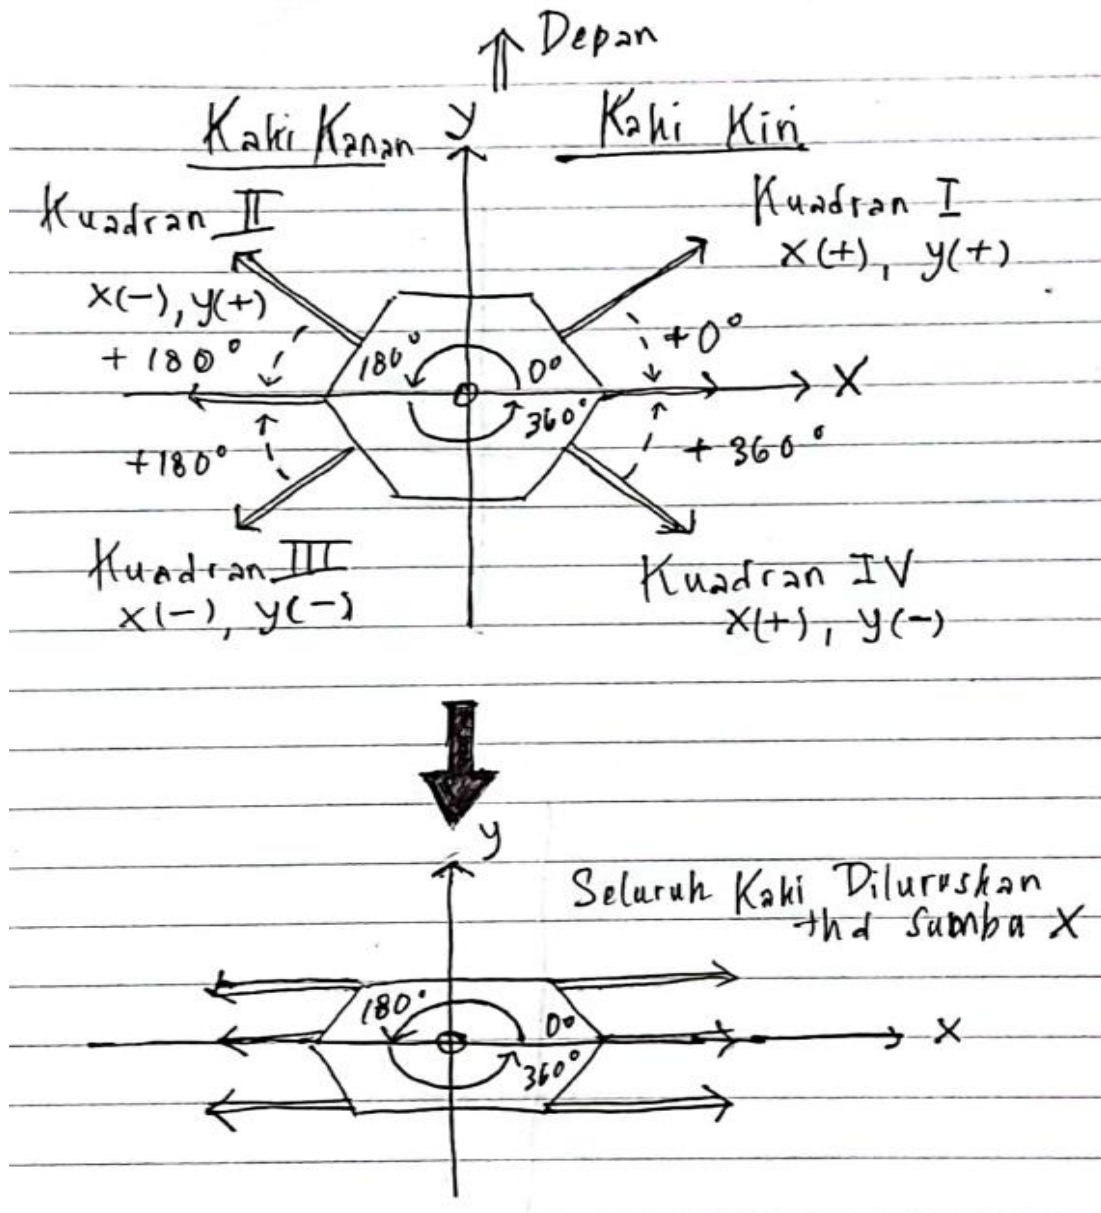 Depan
Kaki Kanan
y
Kaki Kiri
Kuadran II
Kuadran I
x(-), y(+)
X(+), y(+)
+ 180°
180°
0°
+0°
X
360°
+180°
+ 360°
Kuadran III
x(-), y(-)
Kuadran IV
X(+), y(-)
y
Seluruh Kaki Diluruskan
thd Sumbu X
180°
0°
X
360°